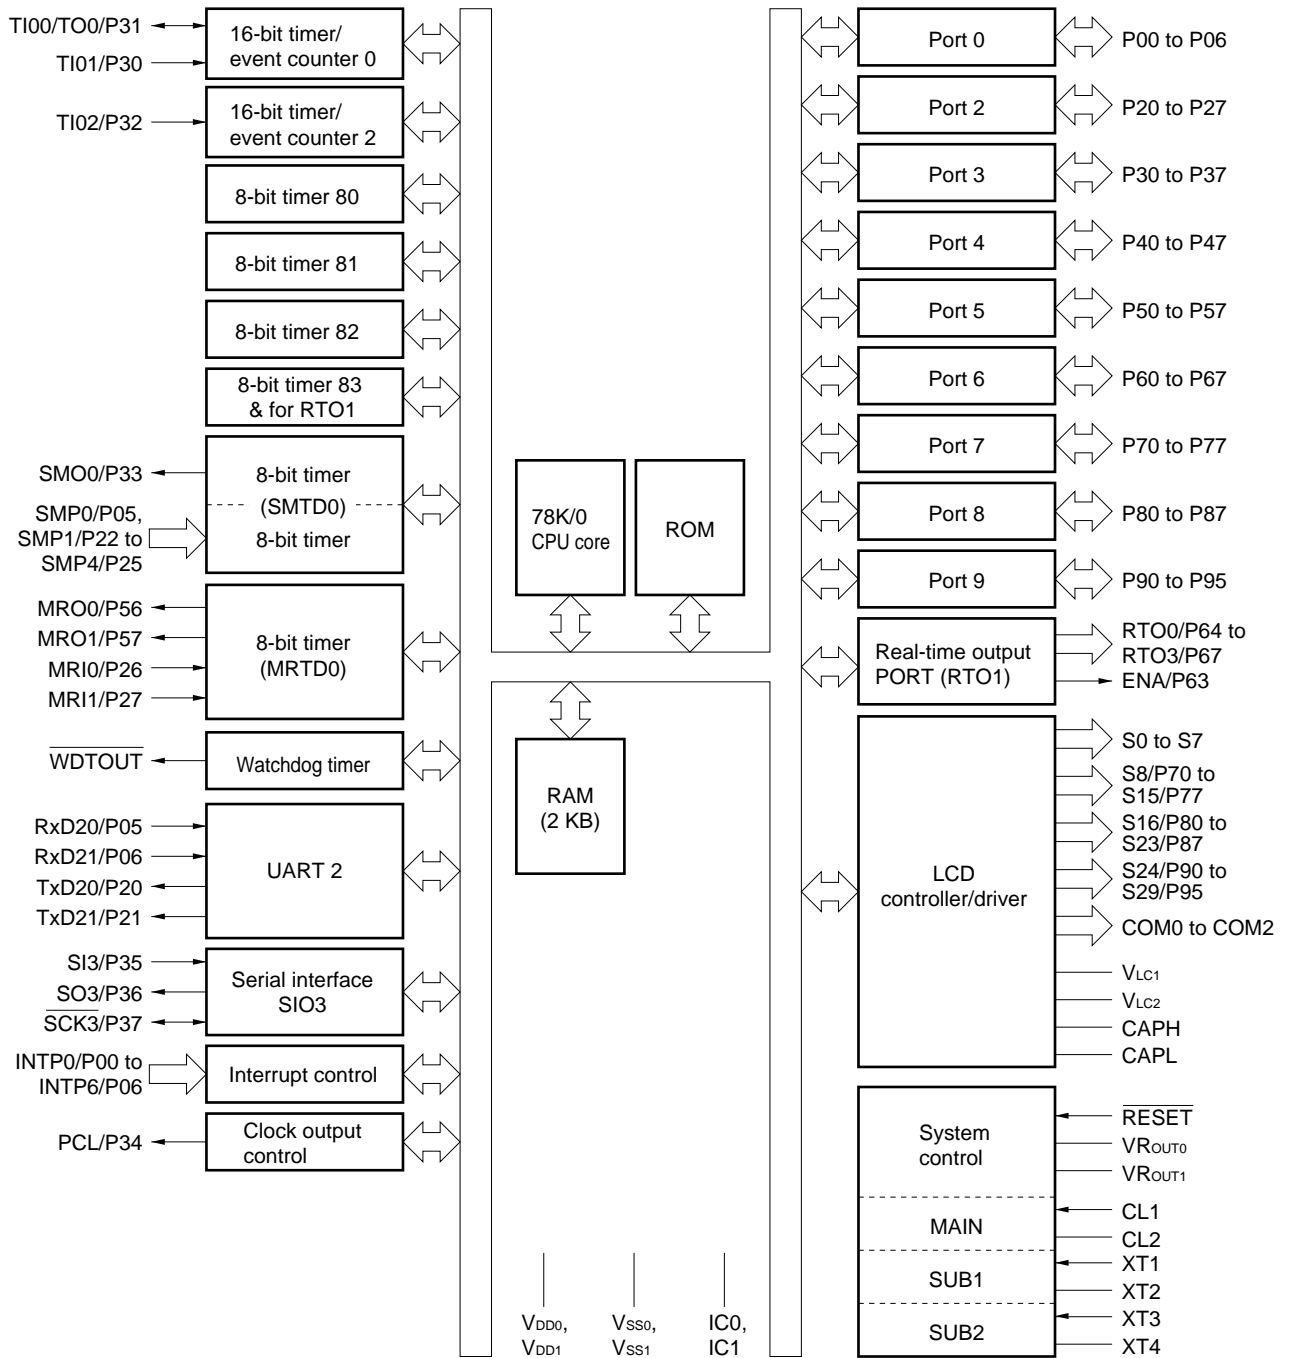 TI00/TO0/P31
TI01/P30
16-bit timer/
event counter 0
TI02/P32
16-bit timer/
event counter 2
8-bit timer 80
8-bit timer 81
8-bit timer 82
8-bit timer 83
& for RTO1
SMO0/P33
SMP0/P05,
SMP1/P22 to
SMP4/P25
8-bit timer
(SMTD0)
8-bit timer
MRO0/P56
MRO1/P57
MRI0/P26
MRI1/P27
8-bit timer
(MRTD0)
WDTOUT
Watchdog timer
RxD20/P05
RxD21/P06
TxD20/P20
TxD21/P21
UART 2
SI3/P35
SO3/P36
SCK3/P37
Serial interface
SIO3
INTP0/P00 to
INTP6/P06
Interrupt control
PCL/P34
Clock output
control
78K/0
CPU core
ROM
RAM
(2 KB)
VDD0,
VDD1
VSS0,
VSS1
IC0,
IC1
Port 0
P00 to P06
Port 2
P20 to P27
Port 3
P30 to P37
Port 4
P40 to P47
Port 5
P50 to P57
Port 6
P60 to P67
Port 7
P70 to P77
Port 8
P80 to P87
Port 9
P90 to P95
Real-time output
PORT (RTO1)
RTO0/P64 to
RTO3/P67
ENA/P63
LCD
controller/driver
S0 to S7
S8/P70 to
S15/P77
S16/P80 to
S23/P87
S24/P90 to
S29/P95
COM0 to COM2
VLC1
VLC2
CAPH
CAPL
System
control
RESET
VROUT0
VROUT1
MAIN
CL1
CL2
SUB1
XT1
XT2
SUB2
XT3
XT4